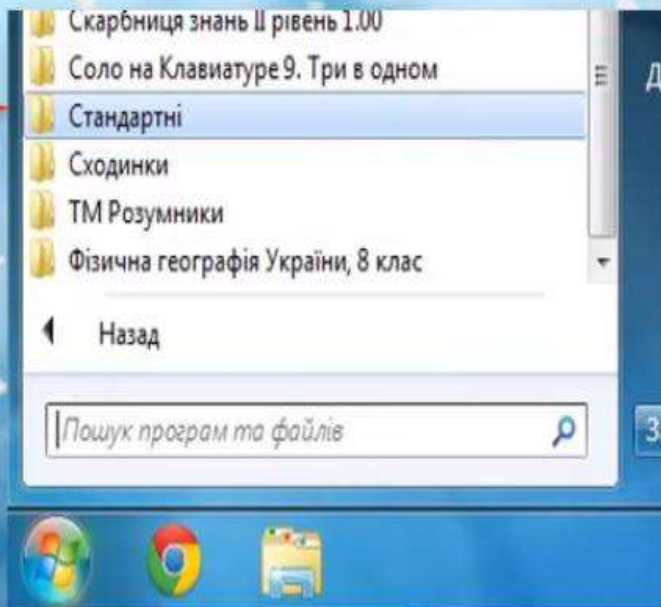 Скарбниця знань II рівень 1.00
Соло на Клавиатуре 9. Три в одном
Стандартні
Сходинки
ТМ Розумники
Фізична географія України, 8 клас
Назад
Пошук програм та файлів